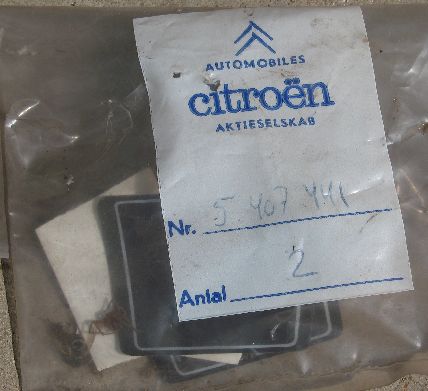 AUTOMOBILES
citroën
AKTIESELSKAB
Nr. 5 407 441
Antal 2